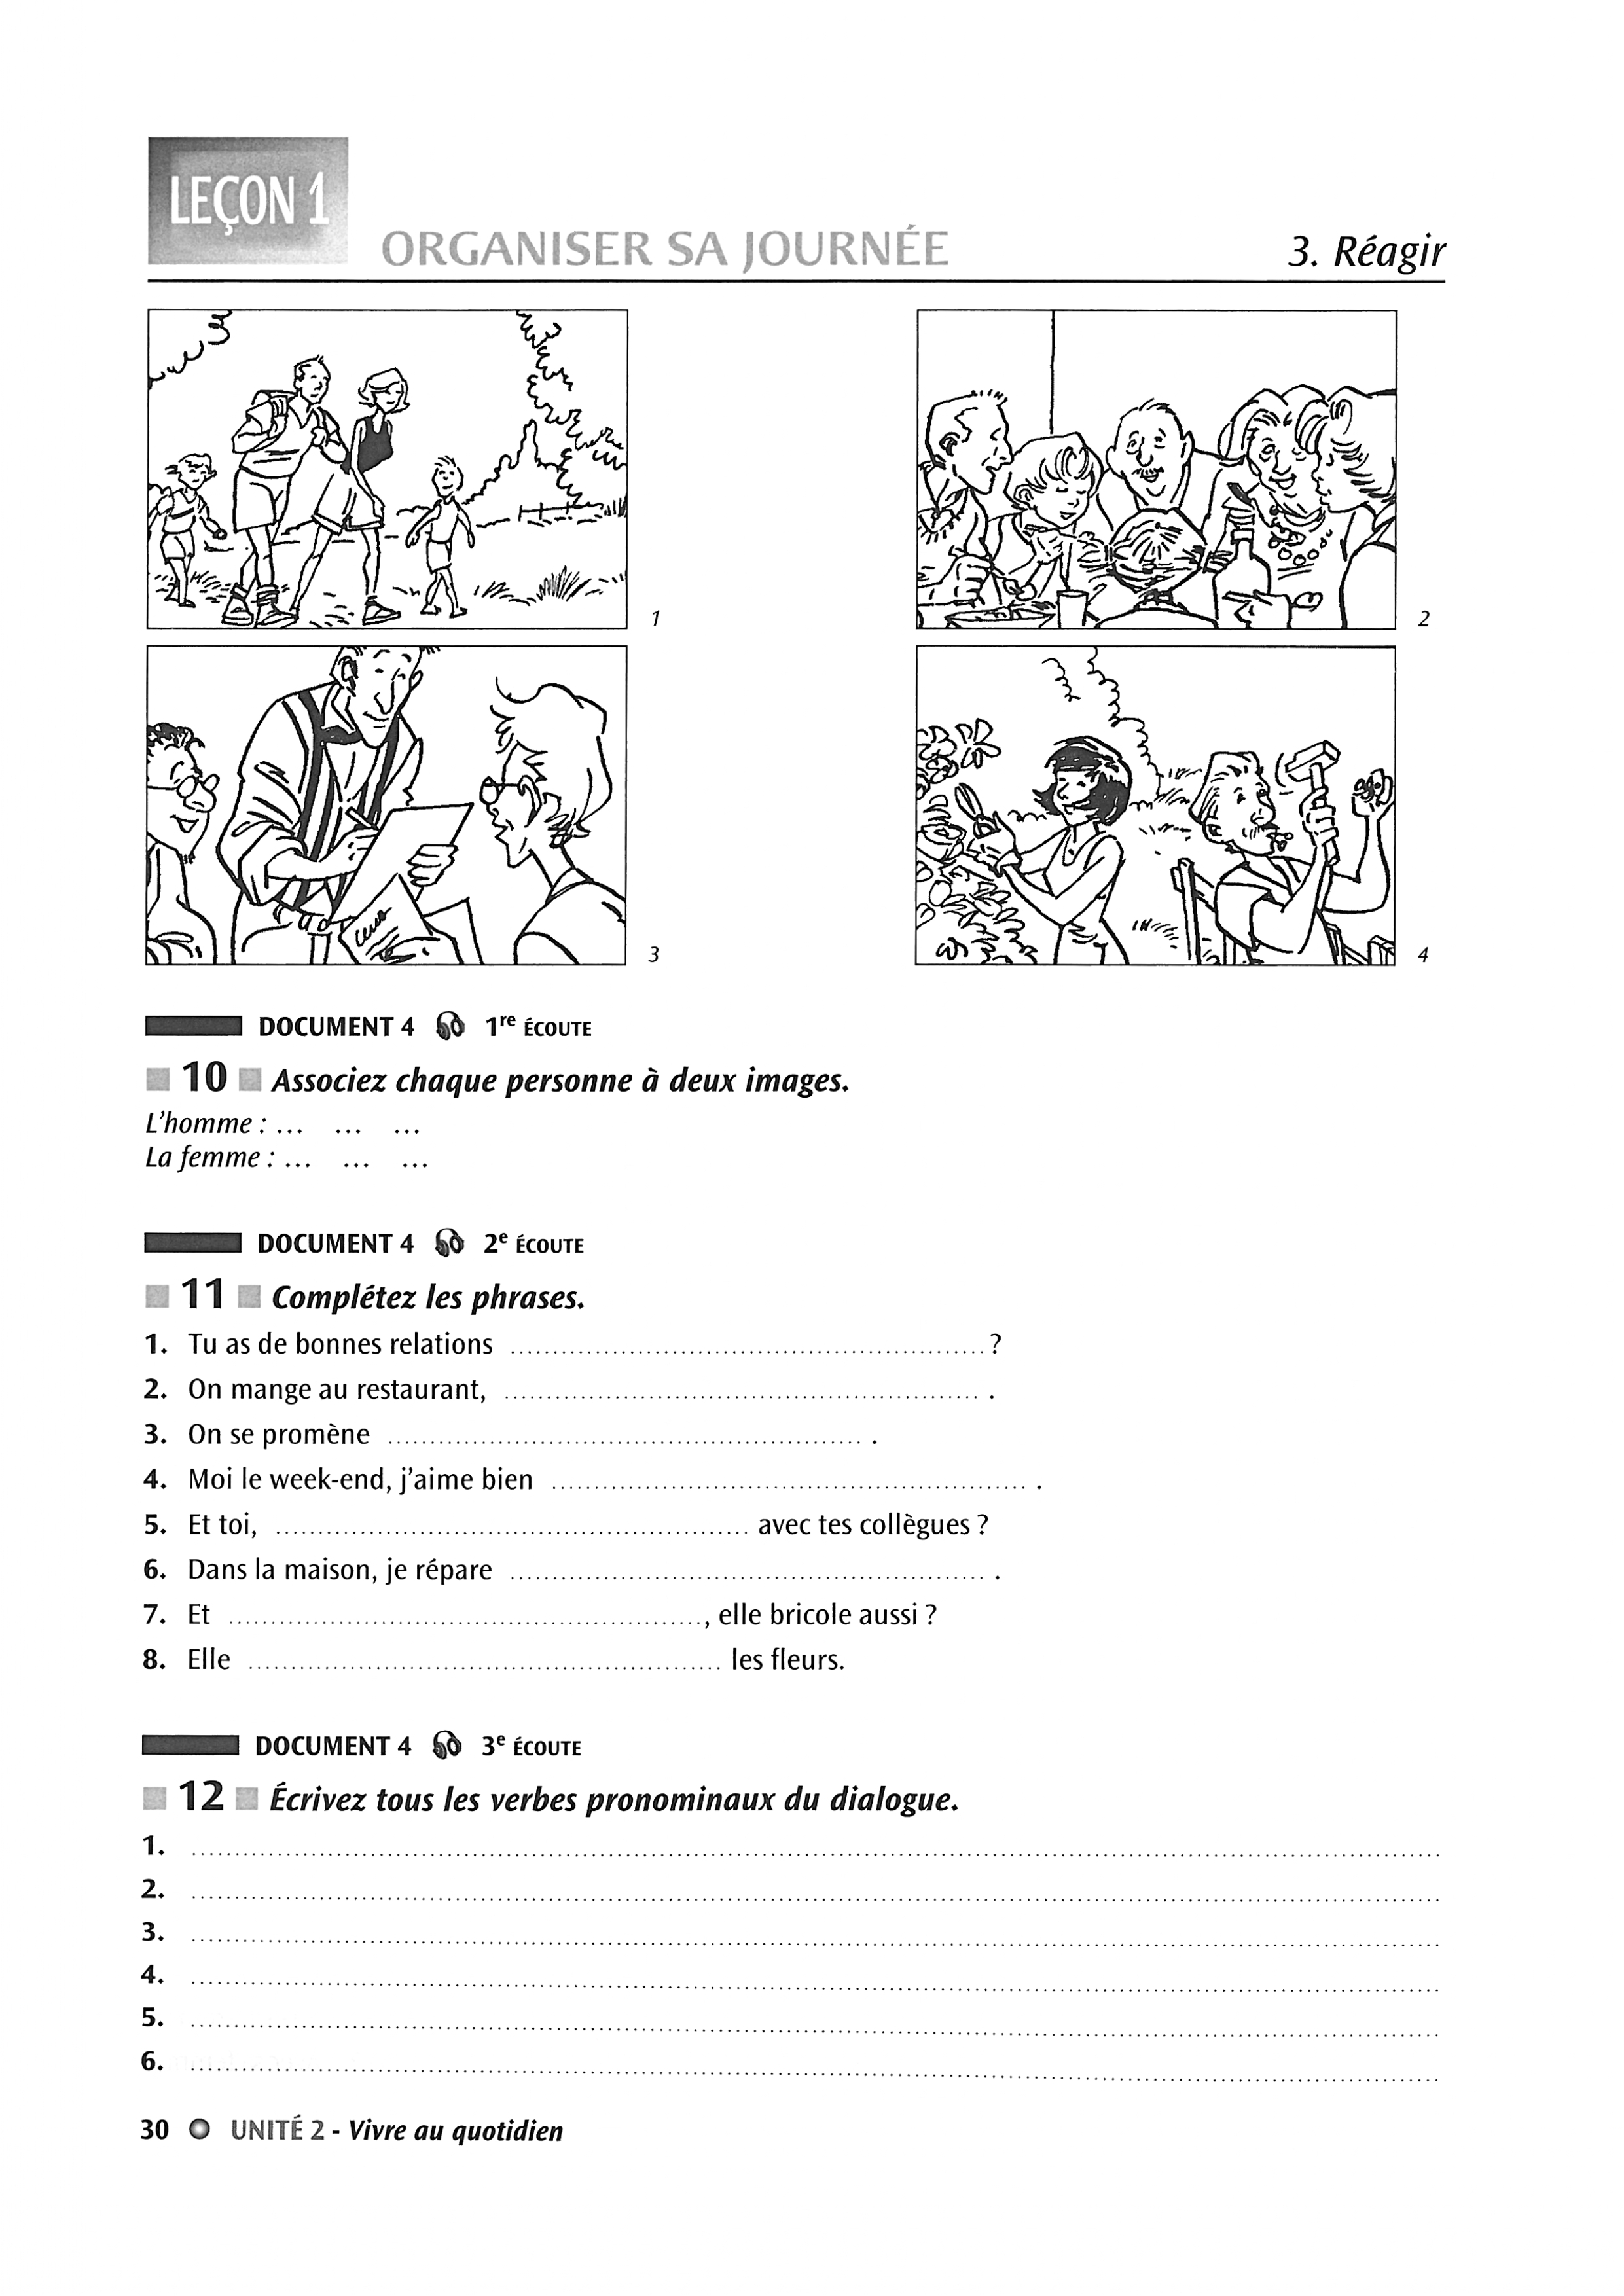 LEÇON 1
ORGANISER SA JOURNÉE
3. Réagir
1
2
3
4
DOCUMENT 4 1re ÉCOUTE
10 Associez chaque personne à deux images.
L'homme : ... ... ...
La femme : ... ... ...
DOCUMENT 4 2e ÉCOUTE
11 Complétez les phrases.
1. Tu as de bonnes relations .......... ?
2. On mange au restaurant, .......... .
3. On se promène .......... .
4. Moi le week-end, j'aime bien .......... .
5. Et toi, .......... avec tes collègues ?
6. Dans la maison, je répare .......... .
7. Et .........., elle bricole aussi ?
8. Elle .......... les fleurs.
DOCUMENT 4 3e ÉCOUTE
12 Écrivez tous les verbes pronominaux du dialogue.
1. ..........
2. ..........
3. ..........
4. ..........
5. ..........
6. ..........
30 UNITÉ 2 - Vivre au quotidien